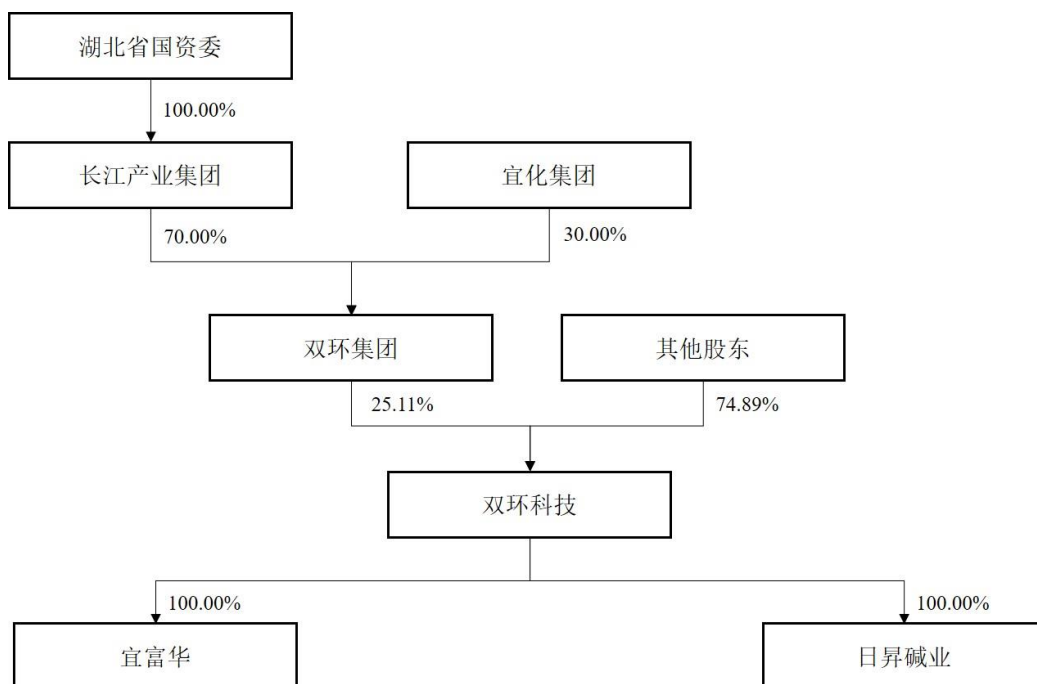 湖北省国资委
100.00%
长江产业集团
宜化集团
70.00%
30.00%
双环集团
其他股东
25.11%
74.89%
双环科技
100.00%
100.00%
宜富华
日昇碱业